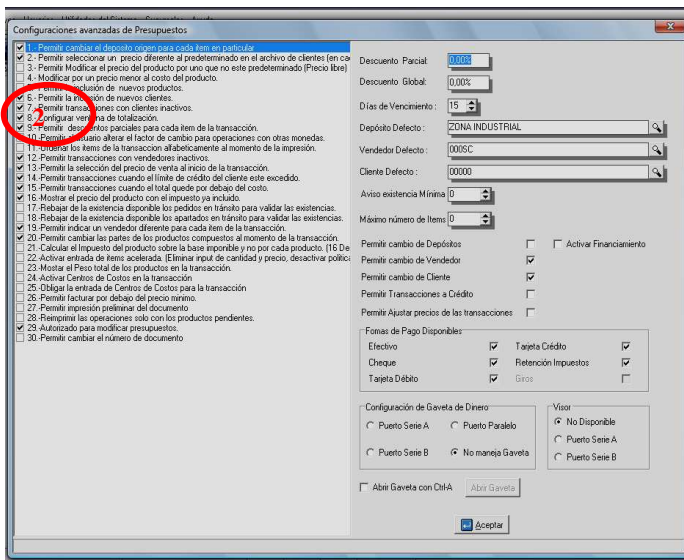 Configuraciones avanzadas de Presupuestos
1.- Permitir cambiar el deposito origen para cada item en particular
2.- Permitir seleccionar un precio diferente al predeterminado en el archivo de clientes (en ca
3.- Permitir Modificar el precio del producto por uno que no este predeterminado (Precio libre)
4.- Modificar por un precio menor al costo del producto.
inclusión de nuevos productos.
6.- Permitir la inclusión de nuevos clientes.
7.- Permitir transacciones con clientes inactivos.
8.-Configurar ventana de totalización.
2
9.- Permitir descuentos parciales para cada item de la transacción.
usuario alterar el factor de cambio para operaciones con otras monedas.
11.-Ordenar los items de la transaccion alfabeticamente al momento de la impresión.
12.-Permitir transacciones con vendedores inactivos.
13.-Permitir la selección del precio de venta al inicio de la transacción.
14.-Permitir transacciones cuando el límite de crédito del cliente este excedido.
15.-Permitir transacciones cuando el total quede por debajo del costo.
16.-Mostrar el precio del producto con el impuesto ya incluido.
17.-Rebajar de la existencia disponible los pedidos en tránsito para validar las existencias.
18.-Rebajar de la existencia disponible los apartados en tránsito para validar las existencias.
19.-Permitir indicar un vendedor diferente para cada item de la transacción.
20.-Permitir cambiar las partes de los productos compuestos al momento de la transacción.
21.-Calcular el Impuesto del producto sobre la base imponible y no por cada producto. (16 De
22.-Activar entrada de items acelerada. (Eliminar input de cantidad y precio, desactivar polític
23.-Mostar el Peso total de los productos en la transacción.
24.-Activar Centros de Costos en la transacción
25.-Obligar la entrada de Centros de Costos para la transacción
26.-Permitir facturar por debajo del precio minimo.
27.-Permitir impresión preliminar del documento
28.-Reimprimir las operaciones solo con los productos pendientes.
29.-Autorizado para modificar presupuestos.
30.-Permitir cambiar el número de documento
Descuento Parcial: 0,00%
Descuento Global: 0,00%
Días de Vencimiento : 15
Depósito Defecto : ZONA INDUSTRIAL
Vendedor Defecto : 000SC
Cliente Defecto : 00000
Aviso existencia Mínima 0
Máximo número de Items 0
Permitir cambio de Depósitos Activar Financiamiento
Permitir cambio de Vendedor
Permitir cambio de Cliente
Permitir Transacciones a Crédito
Permitir Ajustar precios de las transacciones
Fomas de Pago Disponibles
Efectivo Tarjeta Crédito
Cheque Retención Impuestos
Tarjeta Débito Giros
Configuración de Gaveta de Dinero Visor
Puerto Serie A Puerto Paralelo No Disponible
Puerto Serie A
Puerto Serie B No maneja Gaveta Puerto Serie B
Abrir Gaveta con Ctrl-A Abrir Gaveta
Aceptar